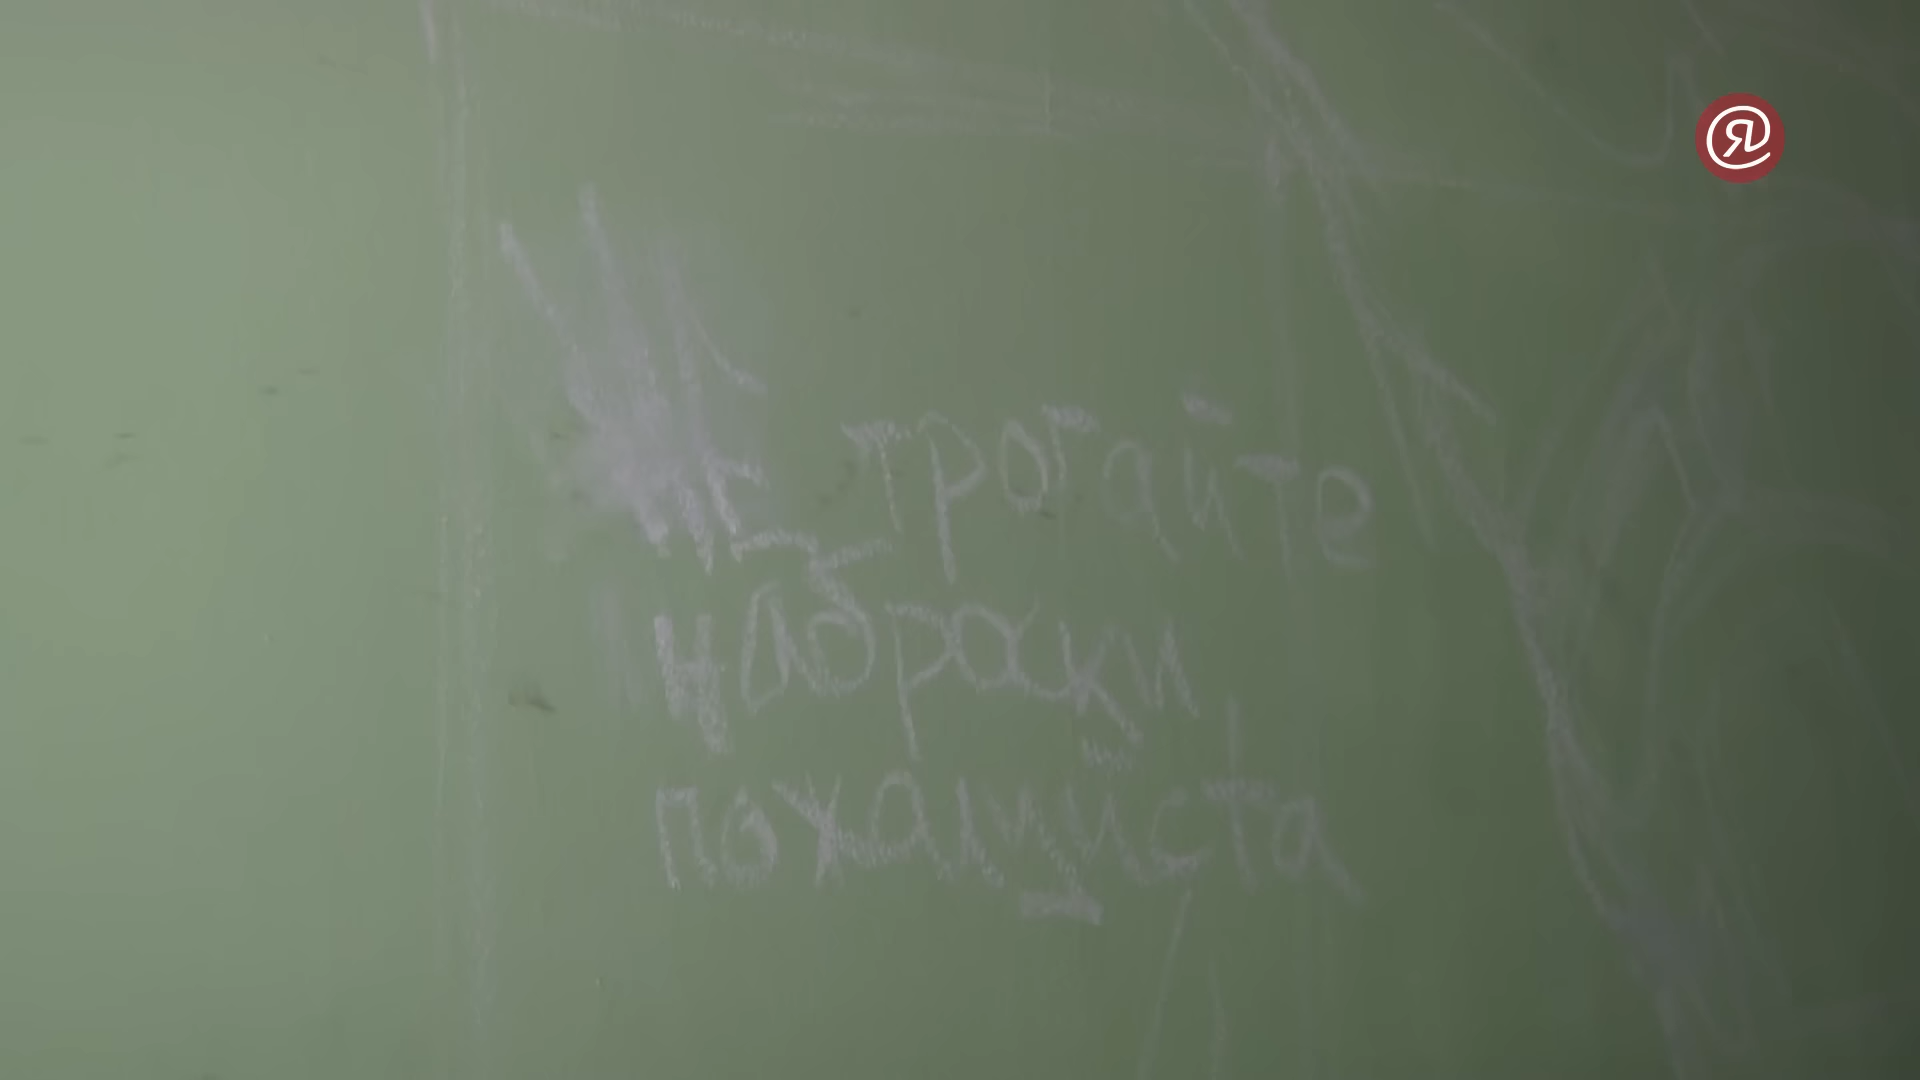 Я
не трогайте
наброски
пожалуйста